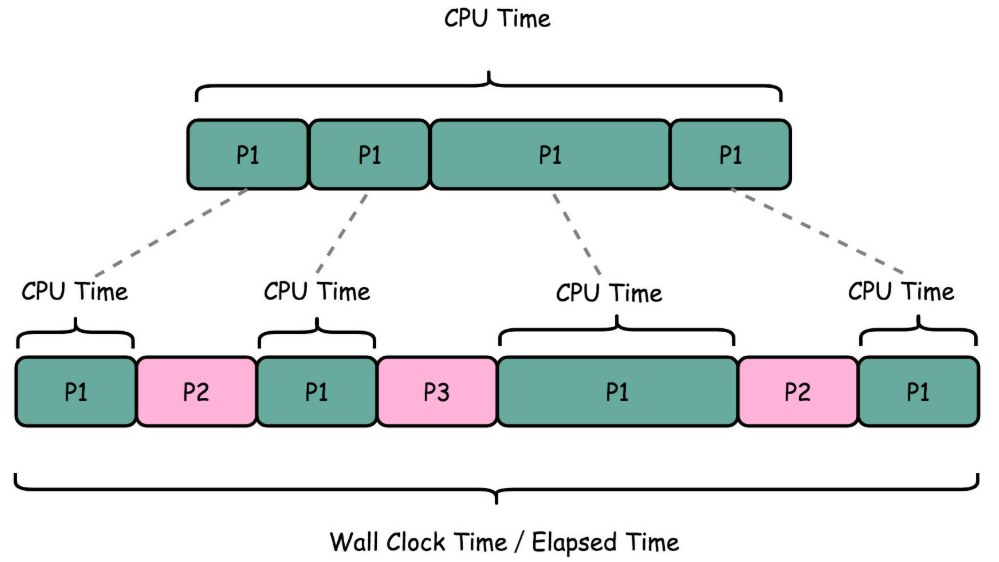 CPU Time
P1 P1 P1 P1
CPU Time CPU Time CPU Time CPU Time
P1 P2 P1 P3 P1 P2 P1
Wall Clock Time / Elapsed Time